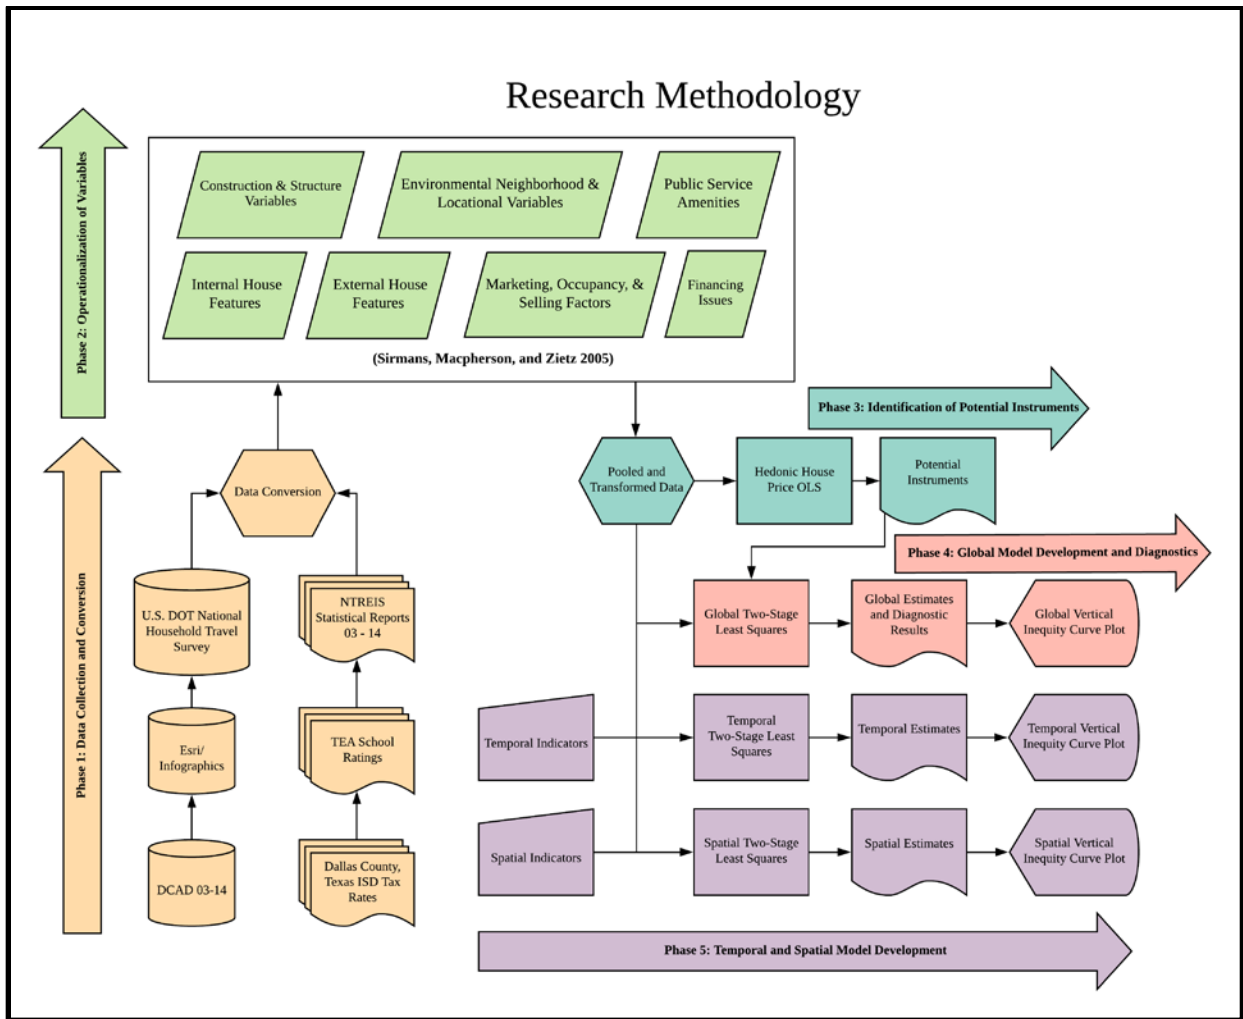 Research Methodology
Phase 2: Operationalization of Variables
Construction & Structure
Variables
Environmental Neighborhood &
Locational Variables
Public Service
Amenities
Internal House
Features
External House
Features
Marketing, Occupancy, &
Selling Factors
Financing
Issues
(Sirmans, Macpherson, and Zietz 2005)
Phase 3: Identification of Potential Instruments
Phase 1: Data Collection and Conversion
Data Conversion
Pooled and
Transformed Data
Hedonic House
Price OLS
Potential
Instruments
Phase 4: Global Model Development and Diagnostics
U.S. DOT National
Household Travel
Survey
NTREIS
Statistical Reports
03 - 14
Global Two-Stage
Least Squares
Global Estimates
and Diagnostic
Results
Global Vertical
Inequity Curve Plot
Esri/
Infographics
TEA School
Ratings
Temporal Indicators
Temporal
Two-Stage Least
Squares
Temporal Estimates
Temporal Vertical
Inequity Curve Plot
DCAD 03-14
Dallas County,
Texas ISD Tax
Rates
Spatial Indicators
Spatial Two-Stage
Least Squares
Spatial Estimates
Spatial Vertical
Inequity Curve Plot
Phase 5: Temporal and Spatial Model Development